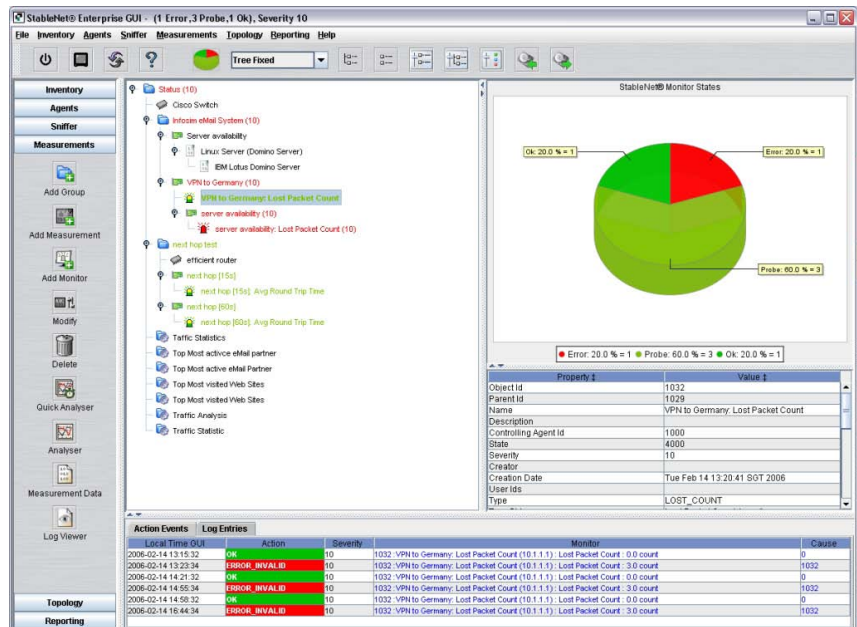 StableNet® Enterprise GUI - (1 Error,3 Probe,1 Ok), Severity 10
File Inventory Agents Sniffer Measurements Topology Reporting Help
Tree Fixed
Inventory
Agents
Sniffer
Measurements
Add Group
Add Measurement
Add Monitor
Modify
Delete
Quick Analyser
Analyser
Measurement Data
Log Viewer
Topology
Reporting
Status (10)
Cisco Switch
Infosim eMail System (10)
Server availability
Linux Server (Domino Server)
IBM Lotus Domino Server
VPN to Germany (10)
VPN to Germany: Lost Packet Count
server availability (10)
server availability: Lost Packet Count (10)
next hop test
efficient router
next hop [15s]
next hop [15s]: Avg Round Trip Time
next hop [60s]
next hop [60s]: Avg Round Trip Time
Taffic Statistics
Top Most activce eMail partner
Top Most active eMail Partner
Top Most visited Web Sites
Top Most visited Web Sites
Traffic Analysis
Traffic Statistic
StableNet® Monitor States
Ok: 20.0 % = 1
Error: 20.0 % = 1
Probe: 60.0 % = 3
Error: 20.0 % = 1 Probe: 60.0 % = 3 Ok: 20.0 % = 1
Property Value
Object Id 1032
Parent Id 1029
Name VPN to Germany: Lost Packet Count
Description
Controlling Agent Id 1000
State 4000
Severity 10
Creator
Creation Date Tue Feb 14 13:20:41 SGT 2006
User Ids
Type LOST_COUNT
Action Events Log Entries
Local Time GUI Action Severity Monitor Cause
2006-02-14 13:15:32 OK 10 1032 :VPN to Germany: Lost Packet Count (10.1.1.1) : Lost Packet Count : 0.0 count 0
2006-02-14 13:23:34 ERROR_INVALID 10 1032 :VPN to Germany: Lost Packet Count (10.1.1.1) : Lost Packet Count : 3.0 count 1032
2006-02-14 14:21:32 OK 10 1032 :VPN to Germany: Lost Packet Count (10.1.1.1) : Lost Packet Count : 0.0 count 0
2006-02-14 14:55:34 ERROR_INVALID 10 1032 :VPN to Germany: Lost Packet Count (10.1.1.1) : Lost Packet Count : 3.0 count 1032
2006-02-14 14:58:32 OK 10 1032 :VPN to Germany: Lost Packet Count (10.1.1.1) : Lost Packet Count : 0.0 count 0
2006-02-14 16:44:34 ERROR_INVALID 10 1032 :VPN to Germany: Lost Packet Count (10.1.1.1) : Lost Packet Count : 3.0 count 1032